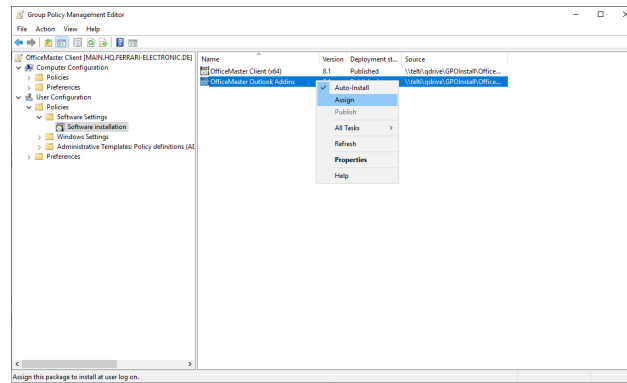 Group Policy Management Editor
File Action View Help
OfficeMaster Client [MAIN.HQ.FERRARI-ELECTRONIC.DE]
Computer Configuration
Policies
Preferences
User Configuration
Policies
Software Settings
Software installation
Windows Settings
Administrative Templates: Policy definitions (AD
Preferences
Name Version Deployment st... Source
OfficeMaster Client (x64) 8.1 Published \\telti\qdrive\GPOInstall\Office...
OfficeMaster Outlook Addins \\telti\qdrive\GPOInstall\Office...
Auto-Install
Assign
Publish
All Tasks
Refresh
Properties
Help
Assign this package to install at user log on.